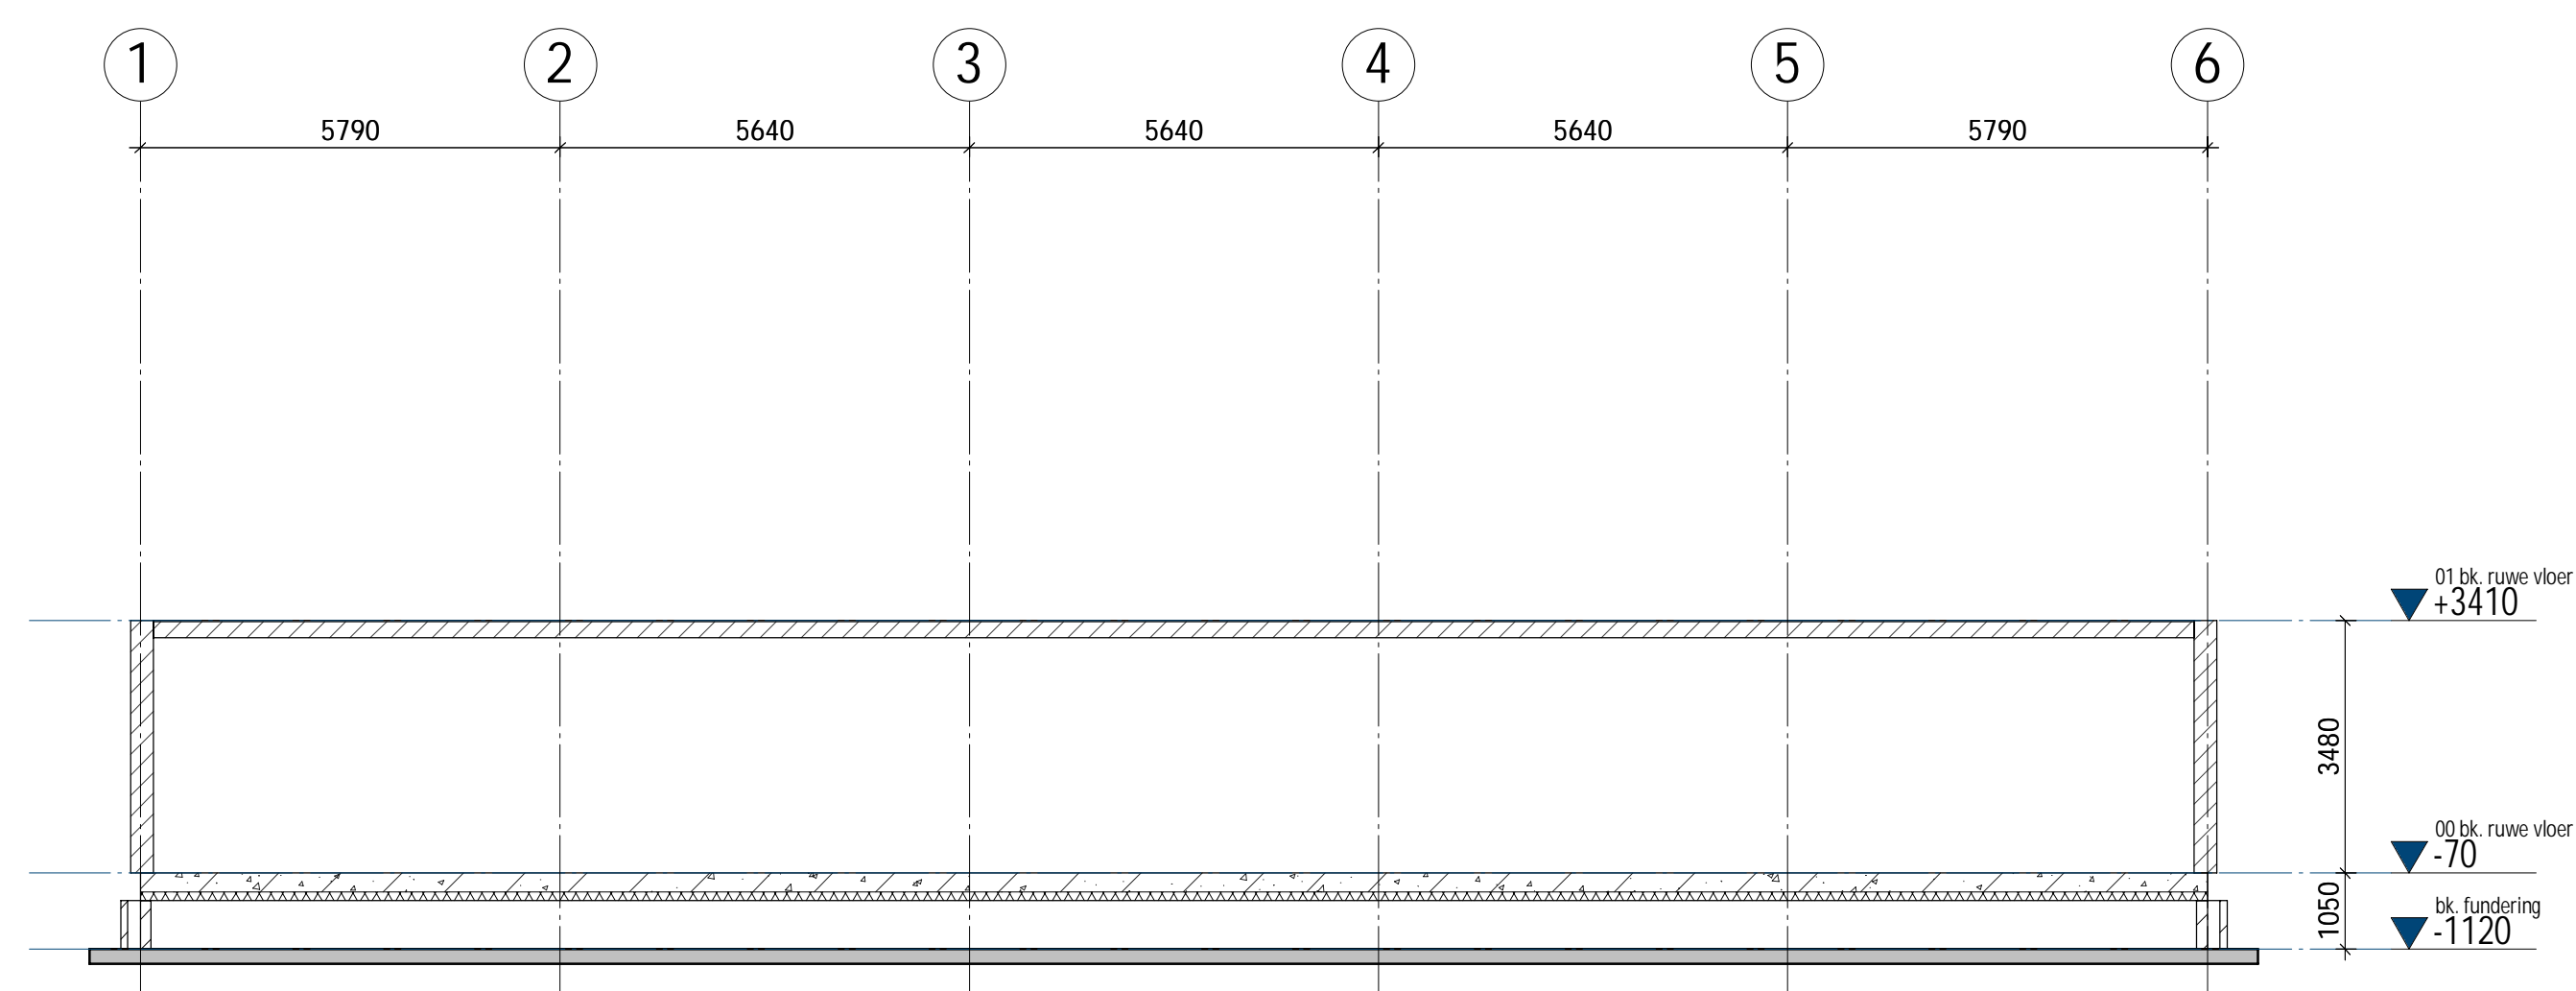 1 2 3 4 5 6
5790 5640 5640 5640 5790
01 bk. ruwe vloer
+3410
3480
00 bk. ruwe vloer
-70
1050
bk. fundering
-1120